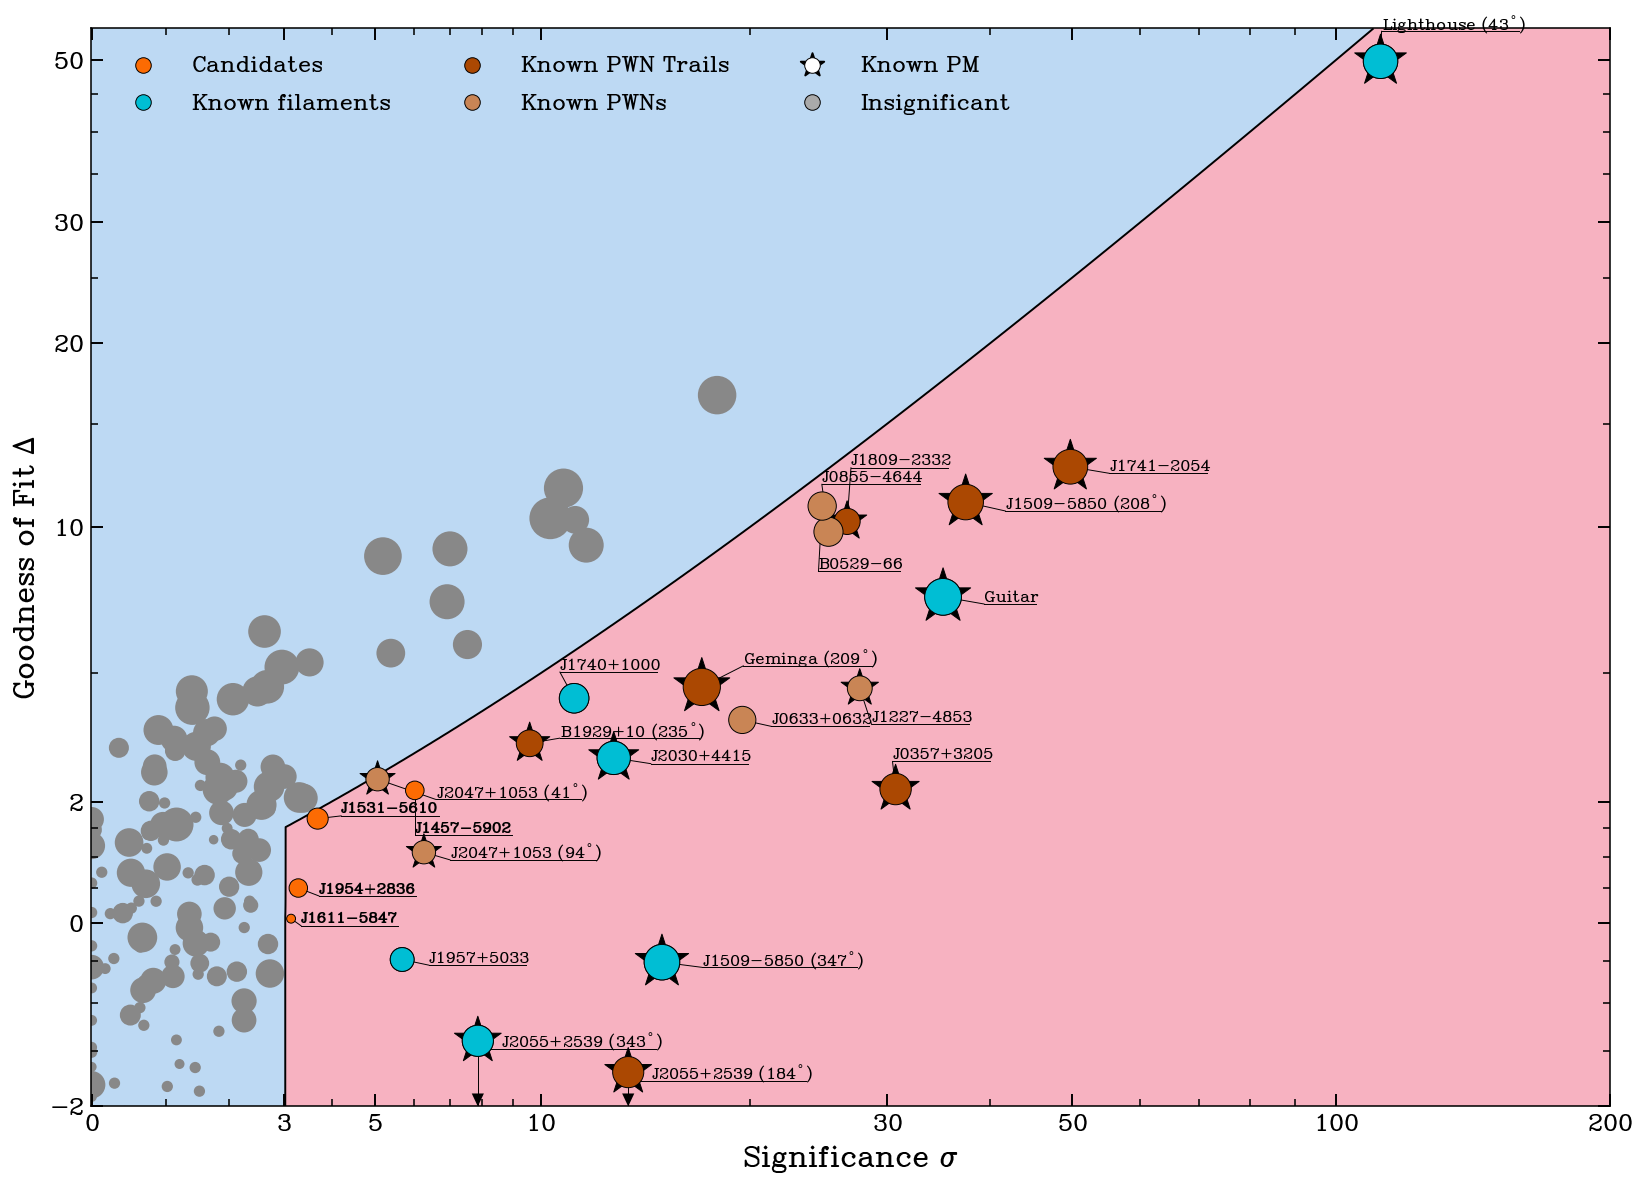 Lighthouse (43°)
Candidates
Known PWN Trails
Known PM
Known filaments
Known PWNs
Insignificant
50
30
20
10
2
0
−2
Goodness of Fit Δ
J1809−2332
J0855−4644
J1741−2054
J1509−5850 (208°)
B0529−66
Guitar
J1740+1000
Geminga (209°)
J0633+0632
J1227−4853
B1929+10 (235°)
J2030+4415
J0357+3205
J2047+1053 (41°)
J1531−5610
J1457−5902
J2047+1053 (94°)
J1954+2836
J1611−5847
J1957+5033
J1509−5850 (347°)
J2055+2539 (343°)
J2055+2539 (184°)
0 3 5 10 30 50 100 200
Significance σ